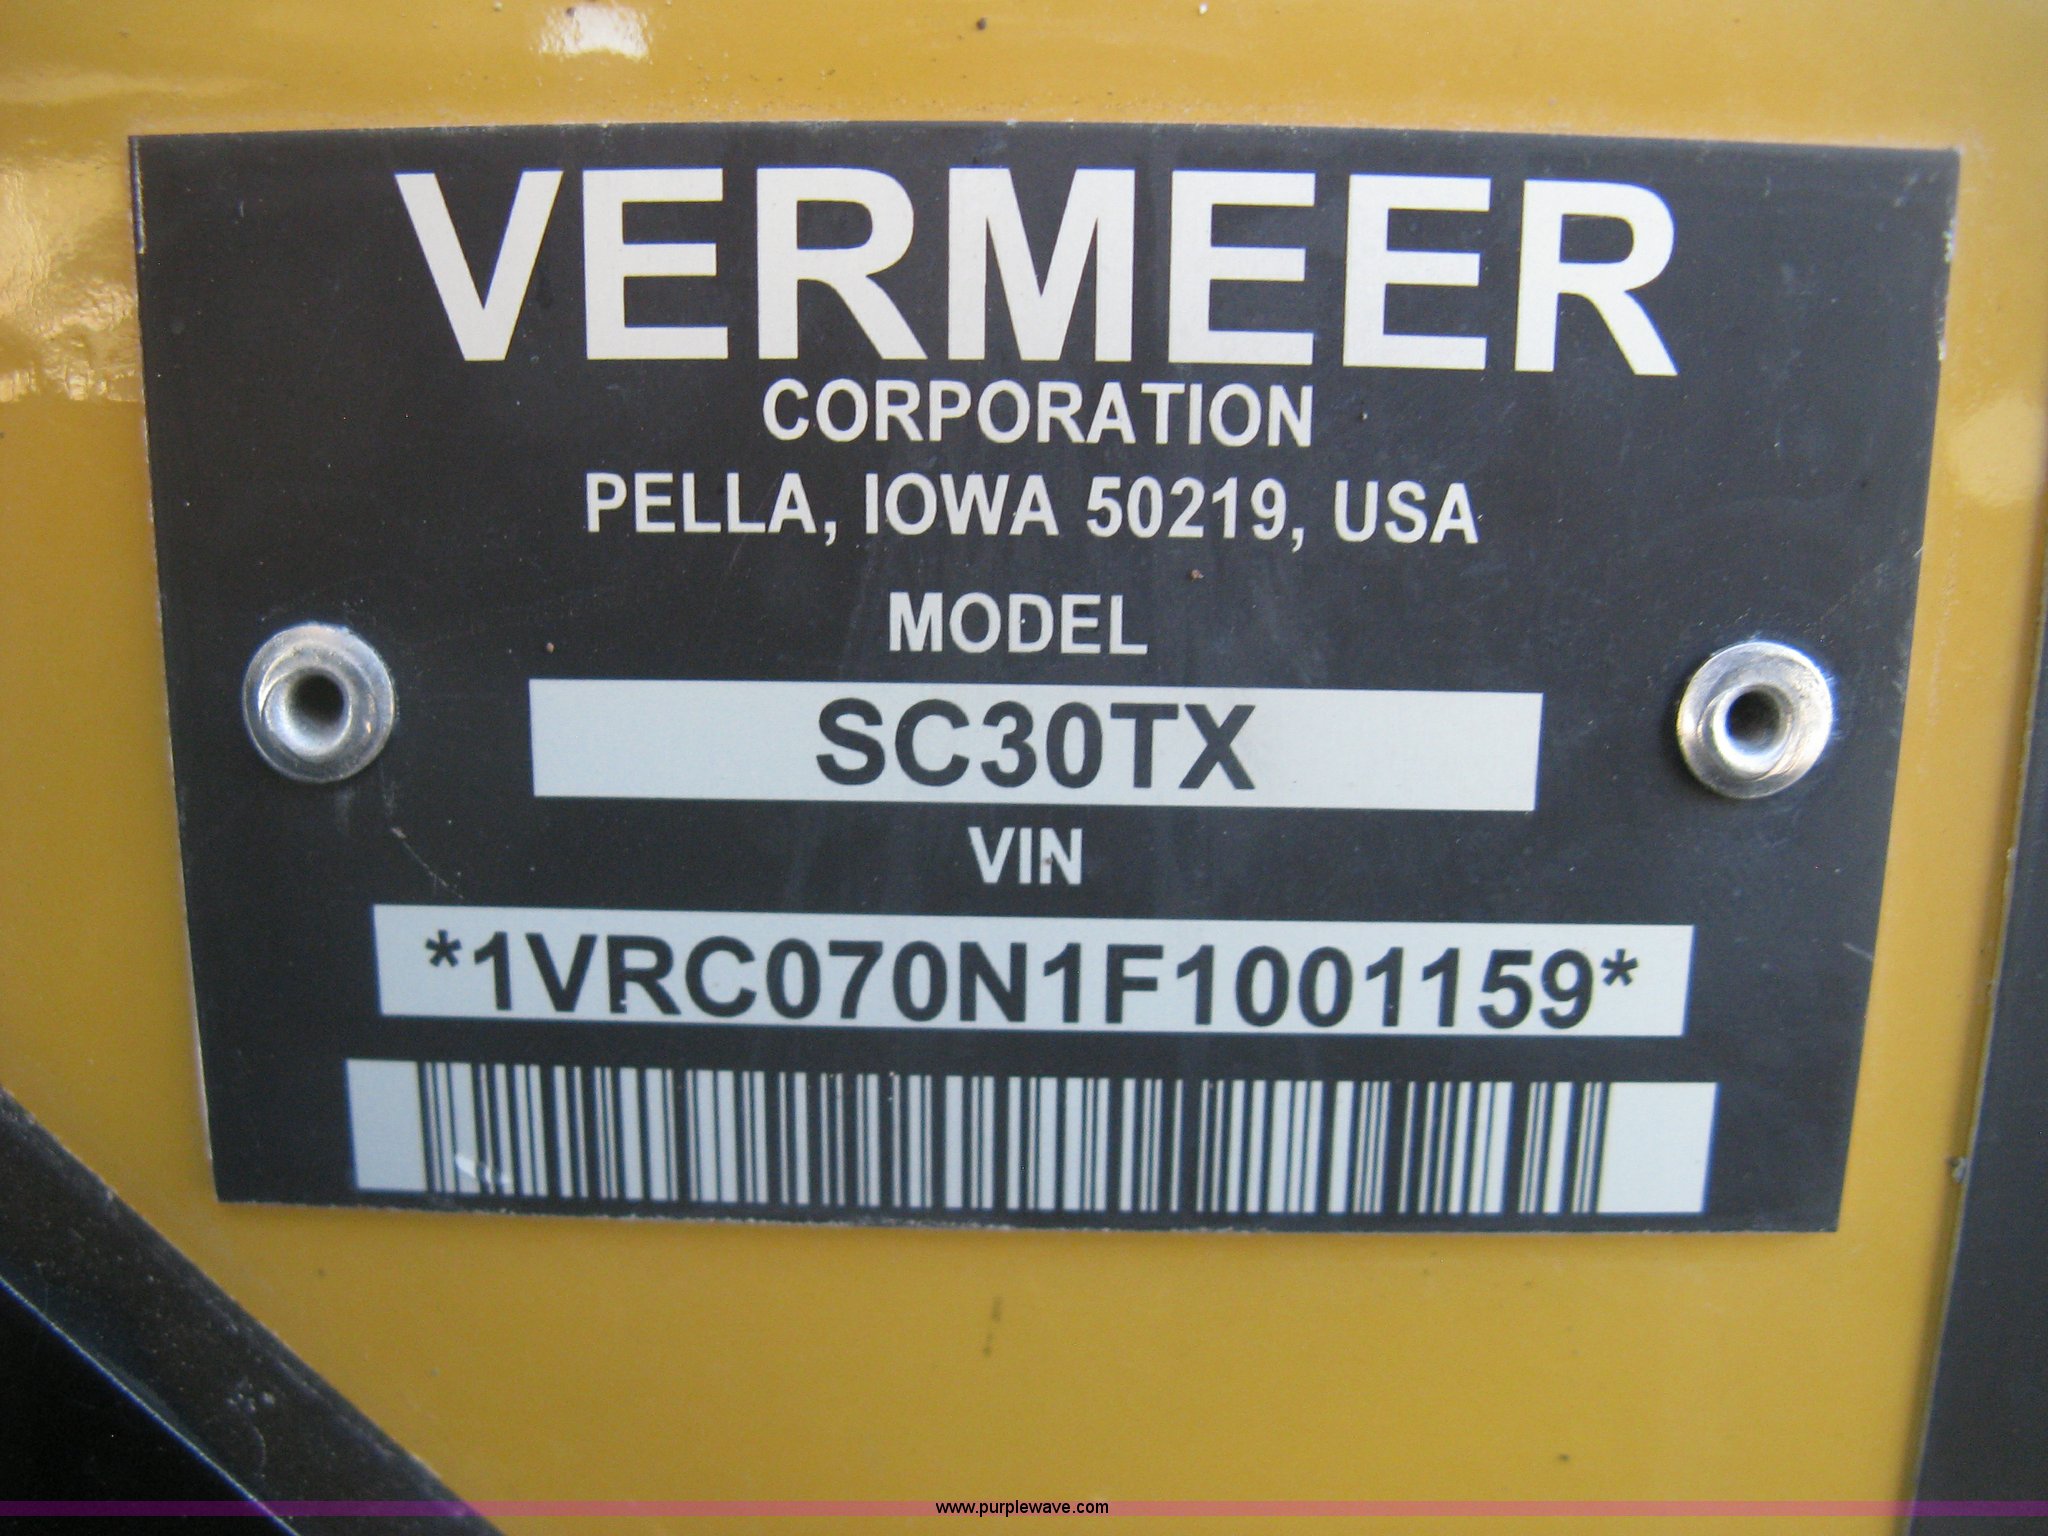 VERMEER
CORPORATION
PELLA, IOWA 50219, USA
MODEL
SC30TX
VIN
*1VRC070N1F1001159*
www.purplewave.com